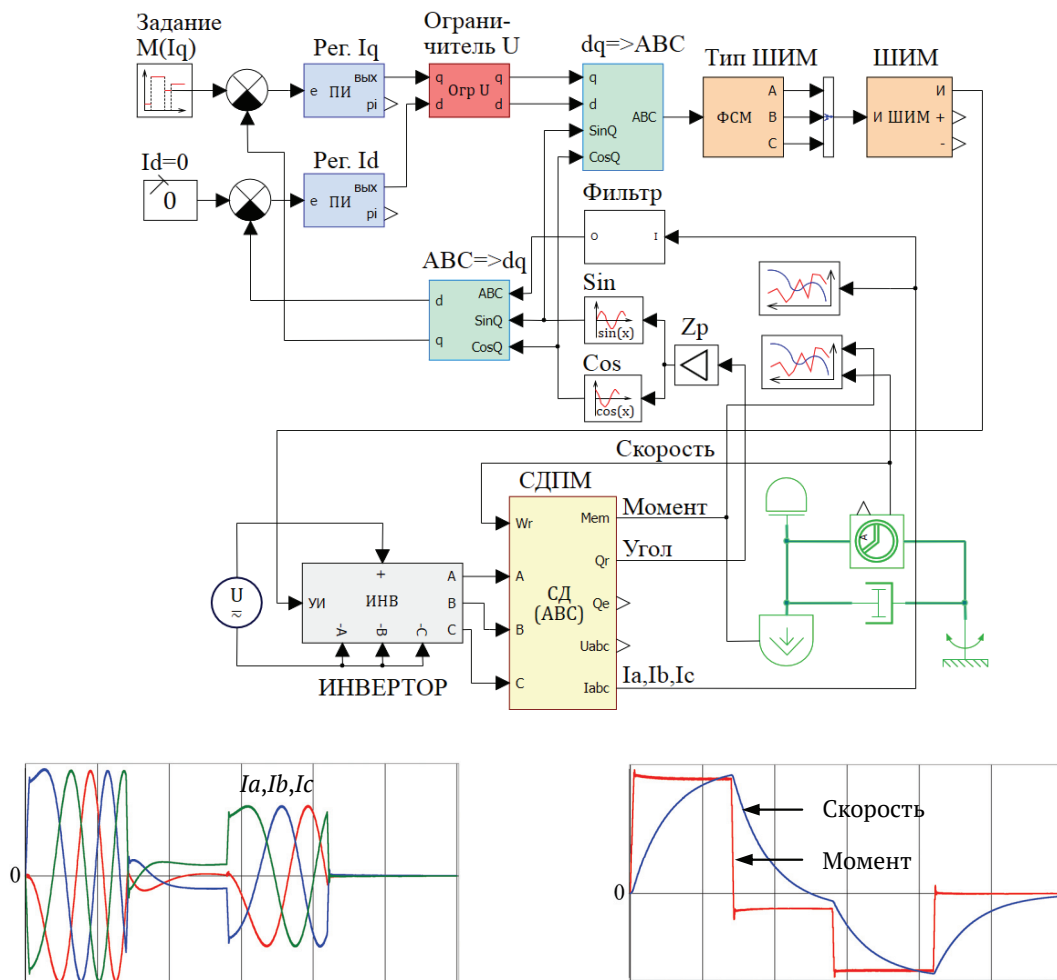 Задание
M(Iq)
Рег. Iq
Ограни-
читель U
dq=>ABC
Тип ШИМ
ШИМ
e ПИ вых pi
q d Огр U q d
q
d
SinQ
CosQ
ABC
ФСМ
A
B
C
И ШИМ И + -
Id=0
0
Рег. Id
e ПИ вых pi
Фильтр
O I
ABC=>dq
d
q
ABC
SinQ
CosQ
Sin
sin(x)
Cos
cos(x)
Zp
Скорость
СДПМ
Момент
Угол
Wr
A
B
C
СД
(ABC)
Mem
Qr
Qe
Uabc
Iabc
Ia,Ib,Ic
A
U
≂
+
УИ ИНВ
A
B
C
-A -B -C
ИНВЕРТОР
Ia,Ib,Ic
0
Скорость
Момент
0